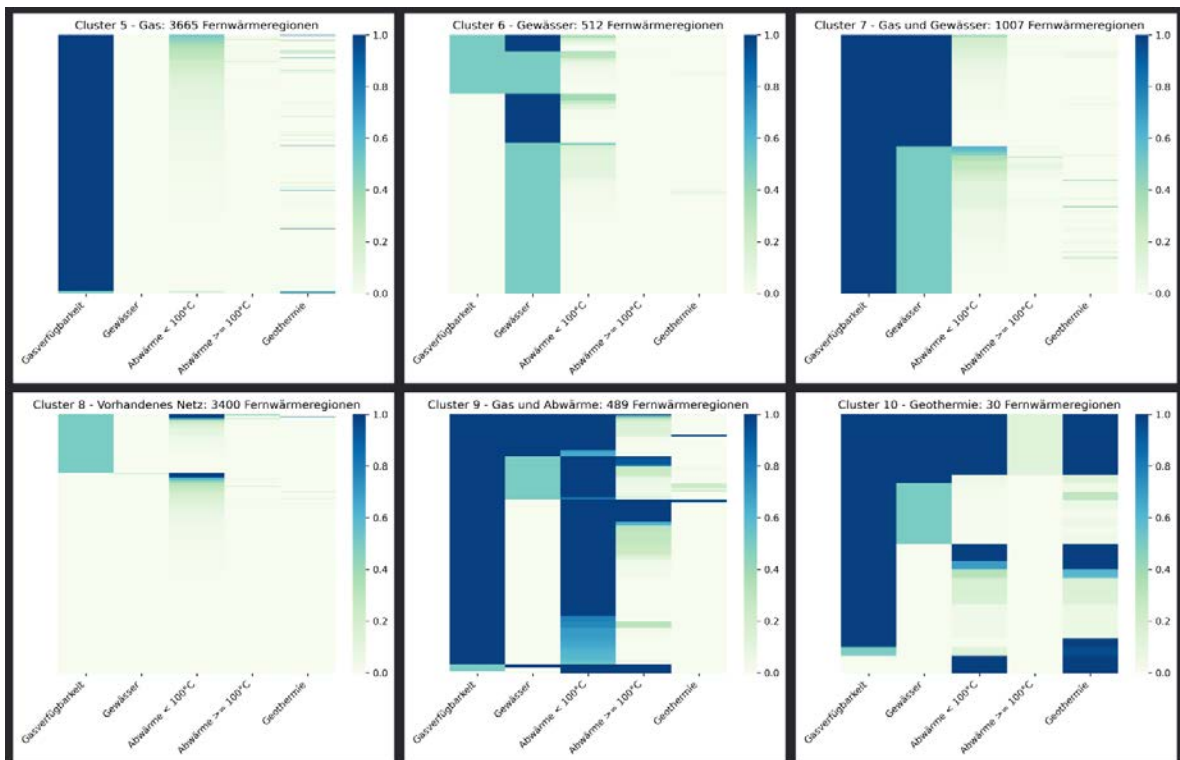 Cluster 5 - Gas: 3665 Fernwärmeregionen
1.0
0.8
0.6
0.4
0.2
0.0
Gasverfügbarkeit
Gewässer
Abwärme < 100°C
Abwärme >= 100°C
Geothermie
Cluster 6 - Gewässer: 512 Fernwärmeregionen
1.0
0.8
0.6
0.4
0.2
0.0
Gasverfügbarkeit
Gewässer
Abwärme < 100°C
Abwärme >= 100°C
Geothermie
Cluster 7 - Gas und Gewässer: 1007 Fernwärmeregionen
1.0
0.8
0.6
0.4
0.2
0.0
Gasverfügbarkeit
Gewässer
Abwärme < 100°C
Abwärme >= 100°C
Geothermie
Cluster 8 - Vorhandenes Netz: 3400 Fernwärmeregionen
1.0
0.8
0.6
0.4
0.2
0.0
Gasverfügbarkeit
Gewässer
Abwärme < 100°C
Abwärme >= 100°C
Geothermie
Cluster 9 - Gas und Abwärme: 489 Fernwärmeregionen
1.0
0.8
0.6
0.4
0.2
0.0
Gasverfügbarkeit
Gewässer
Abwärme < 100°C
Abwärme >= 100°C
Geothermie
Cluster 10 - Geothermie: 30 Fernwärmeregionen
1.0
0.8
0.6
0.4
0.2
0.0
Gasverfügbarkeit
Gewässer
Abwärme < 100°C
Abwärme >= 100°C
Geothermie